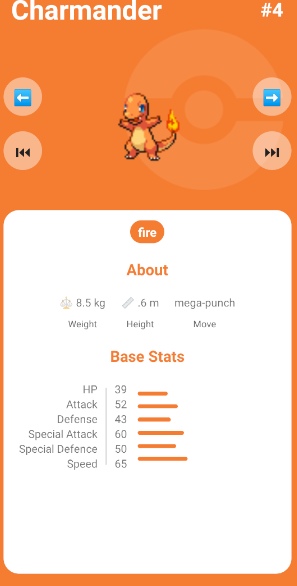 Charmander #4
fire
About
8.5 kg .6 m mega-punch
Weight Height Move
Base Stats
HP 39
Attack 52
Defense 43
Special Attack 60
Special Defence 50
Speed 65